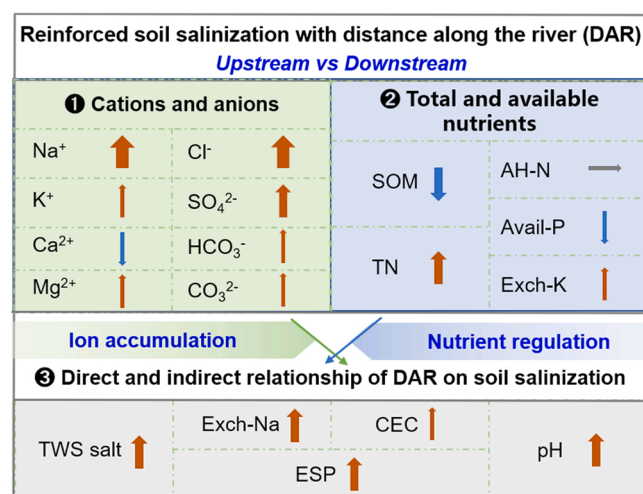 Reinforced soil salinization with distance along the river (DAR)
Upstream vs Downstream
❶ Cations and anions
Na⁺
Cl⁻
K⁺
SO₄²⁻
Ca²⁺
HCO₃⁻
Mg²⁺
CO₃²⁻
❷ Total and available
nutrients
SOM
TN
AH-N
Avail-P
Exch-K
Ion accumulation
Nutrient regulation
❸ Direct and indirect relationship of DAR on soil salinization
TWS salt
Exch-Na
CEC
ESP
pH